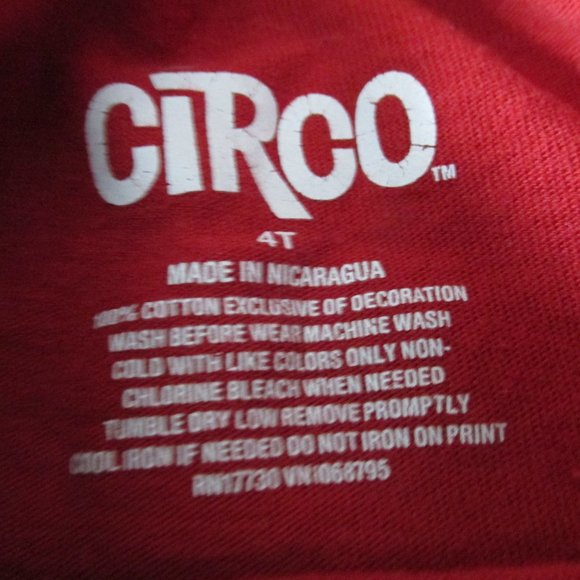 CiRCO™
4T
MADE IN NICARAGUA
100% COTTON EXCLUSIVE OF DECORATION
WASH BEFORE WEAR MACHINE WASH
COLD WITH LIKE COLORS ONLY NON-
CHLORINE BLEACH WHEN NEEDED
TUMBLE DRY LOW REMOVE PROMPTLY
COOL IRON IF NEEDED DO NOT IRON ON PRINT
RN17730 VN1068795